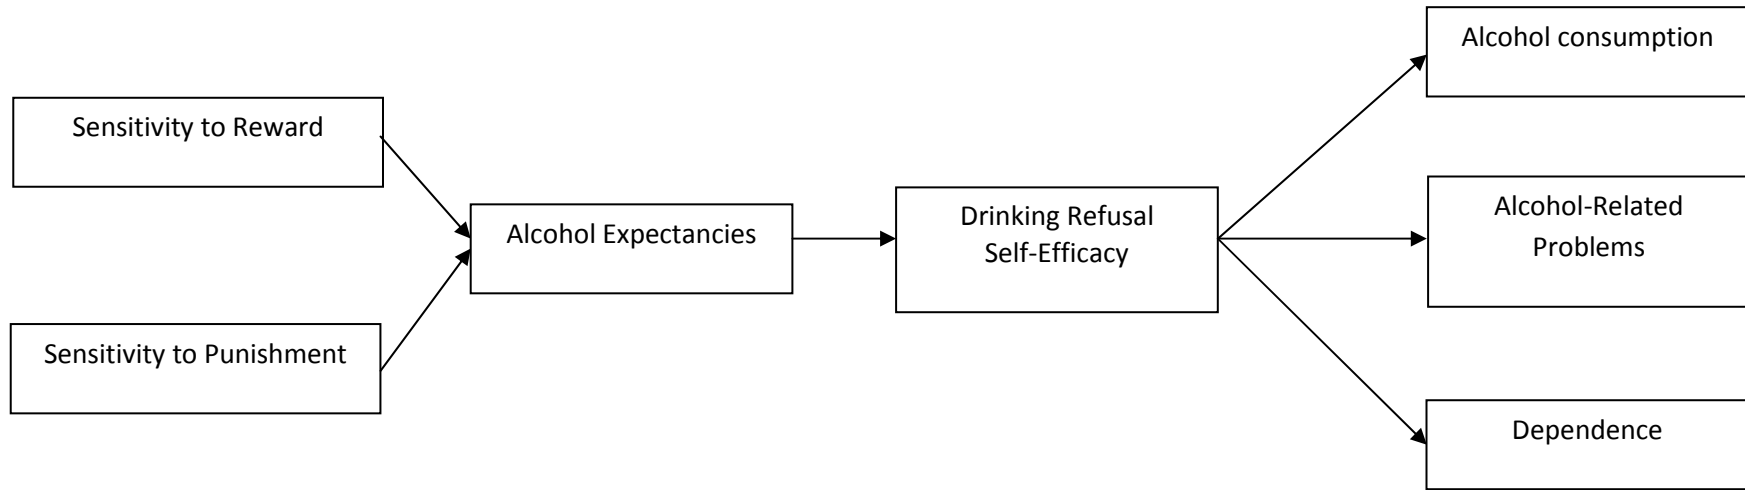 Sensitivity to Reward
Sensitivity to Punishment
Alcohol Expectancies
Drinking Refusal
Self-Efficacy
Alcohol consumption
Alcohol-Related
Problems
Dependence